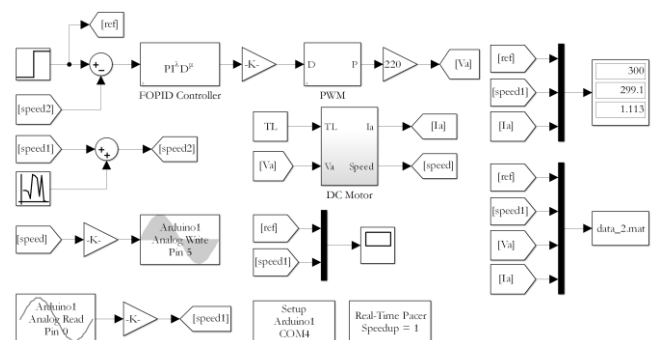 [ref]
[speed2]
PI^λD^μ
FOPID Controller
-K-
D
P
PWM
220
[Va]
[speed1]
[speed2]
TL
[Va]
TL
Va
Ia
Speed
DC Motor
[Ia]
[speed]
[speed]
-K-
Arduino1
Analog Write
Pin 5
[ref]
[speed1]
Arduino1
Analog Read
Pin 0
-K-
[speed1]
Setup
Arduino1
COM4
Real-Time Pacer
Speedup = 1
[ref]
[speed1]
[Ia]
300
299.1
1.113
[ref]
[speed1]
[Va]
[Ia]
data_2.mat